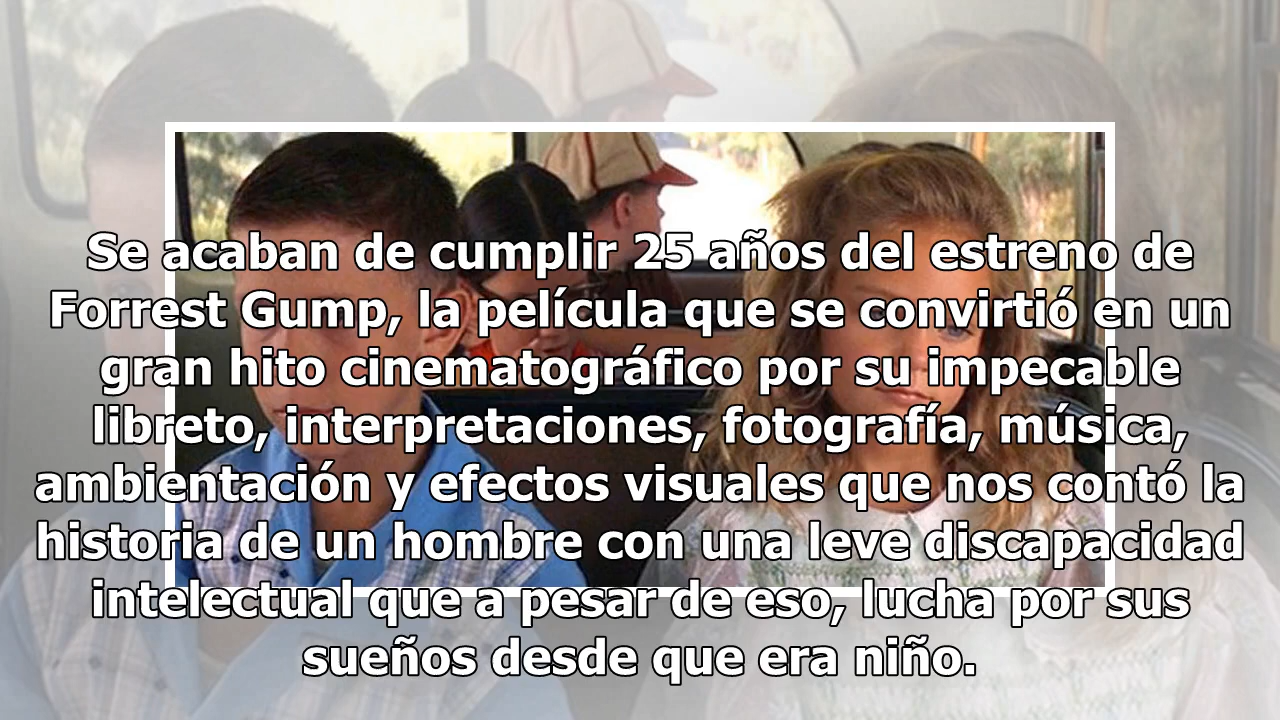 Se acaban de cumplir 25 años del estreno de
Forrest Gump, la película que se convirtió en un
gran hito cinematográfico por su impecable
libreto, interpretaciones, fotografía, música,
ambientación y efectos visuales que nos contó la
historia de un hombre con una leve discapacidad
intelectual que a pesar de eso, lucha por sus
sueños desde que era niño.